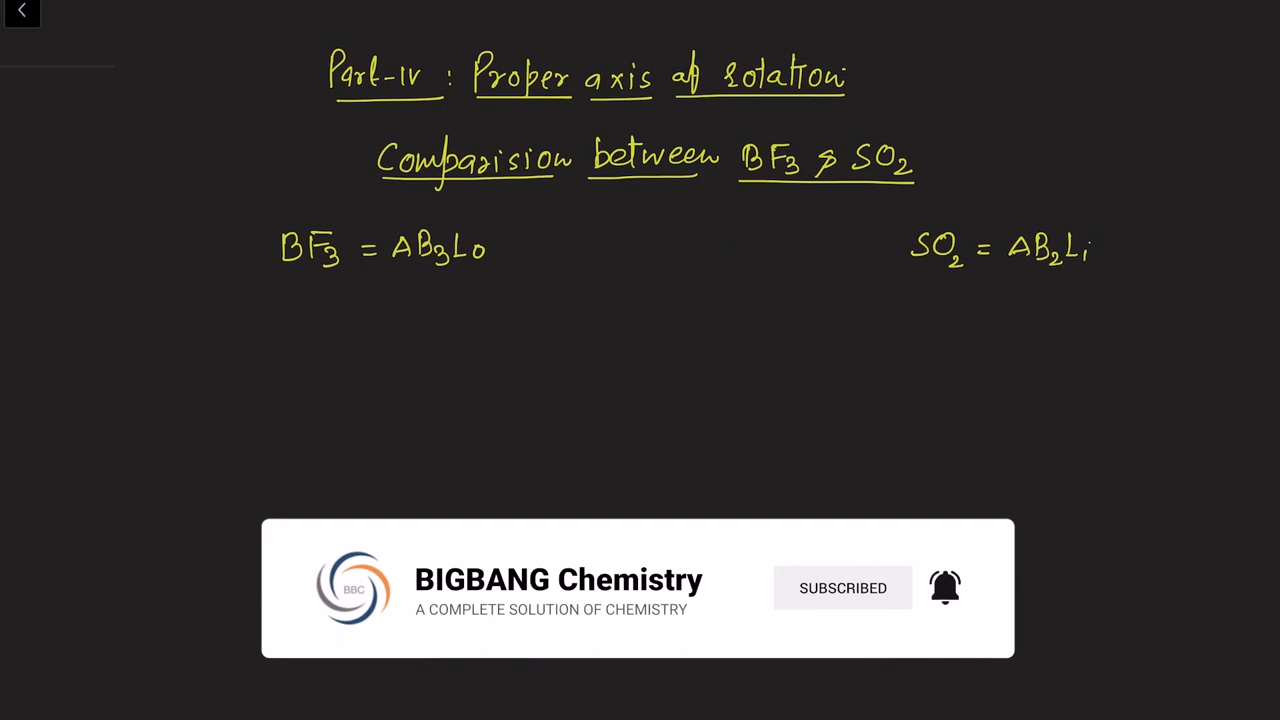 Part-IV : Proper axis of rotation
Comparision between BF3 & SO2
BF3 = AB3L0
SO2 = AB2L1
BBC
BIGBANG Chemistry
A COMPLETE SOLUTION OF CHEMISTRY
SUBSCRIBED